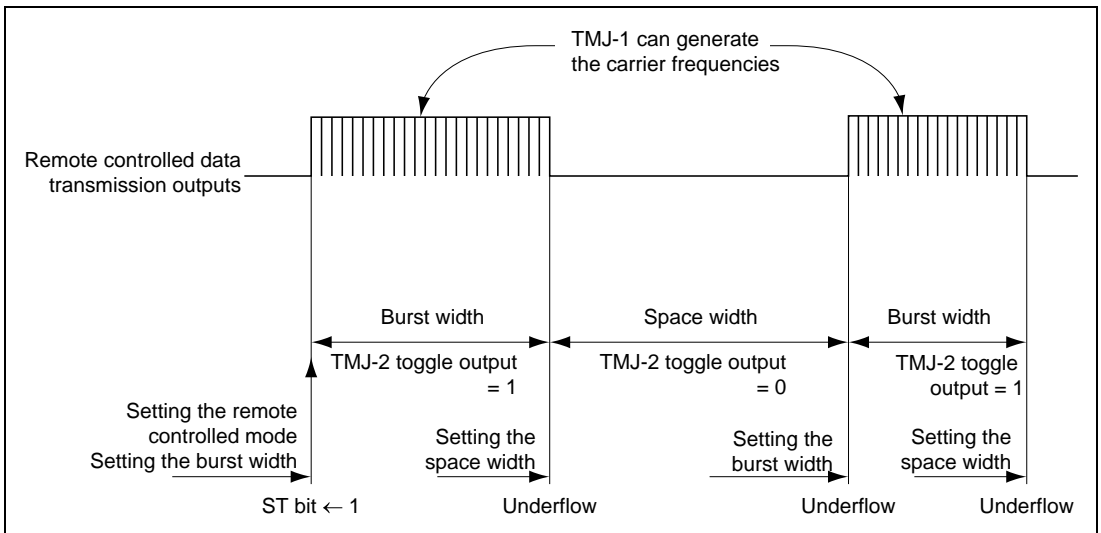 TMJ-1 can generate
the carrier frequencies
Remote controlled data
transmission outputs
Burst width
Space width
Burst width
TMJ-2 toggle output
= 1
TMJ-2 toggle output
= 0
TMJ-2 toggle
output = 1
Setting the remote
controlled mode
Setting the burst width
Setting the
space width
Setting the
burst width
Setting the
space width
ST bit ← 1
Underflow
Underflow
Underflow